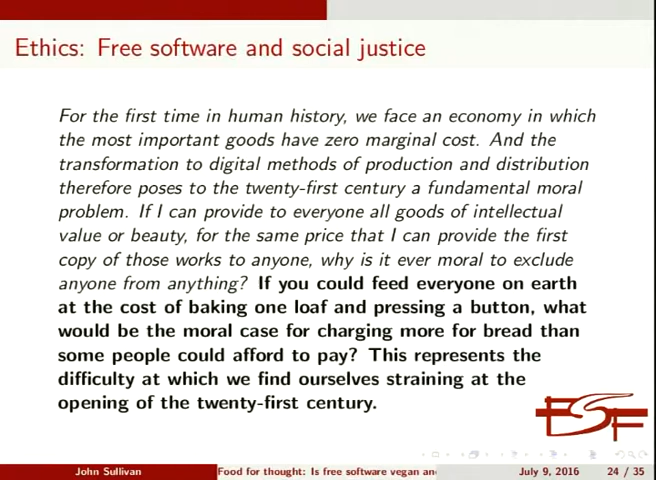 Ethics: Free software and social justice
For the first time in human history, we face an economy in which
the most important goods have zero marginal cost. And the
transformation to digital methods of production and distribution
therefore poses to the twenty-first century a fundamental moral
problem. If I can provide to everyone all goods of intellectual
value or beauty, for the same price that I can provide the first
copy of those works to anyone, why is it ever moral to exclude
anyone from anything? If you could feed everyone on earth
at the cost of baking one loaf and pressing a button, what
would be the moral case for charging more for bread than
some people could afford to pay? This represents the
difficulty at which we find ourselves straining at the
opening of the twenty-first century.
FSF
John Sullivan
Food for thought: Is free software vegan an
July 9, 2016
24 / 35